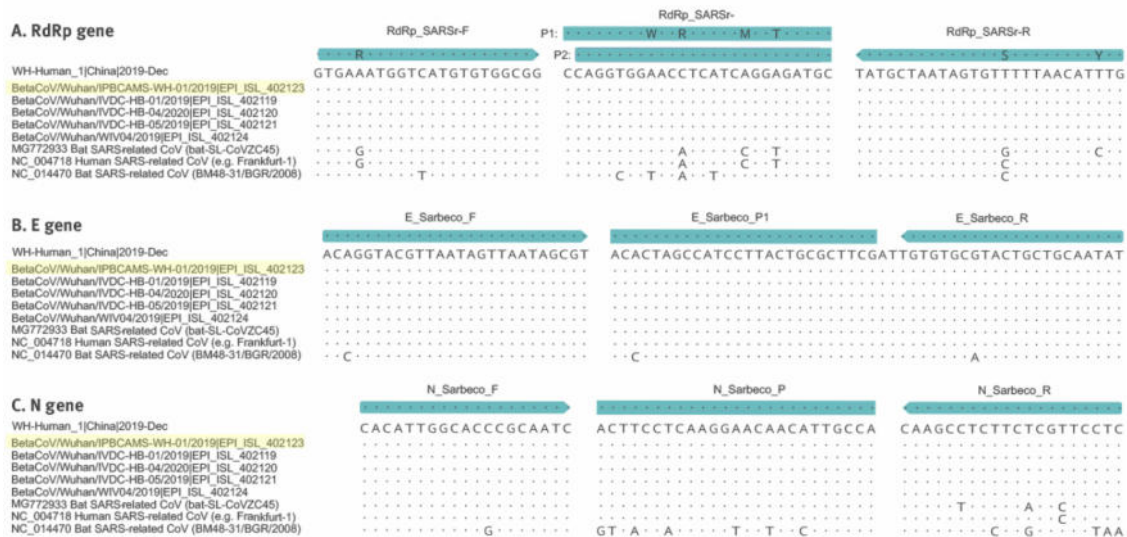 A. RdRp gene
RdRp_SARSr-F
RdRp_SARSr-
RdRp_SARSr-R
P1: W R M T
P2:
R
S Y
WH-Human_1|China|2019-Dec
GTGAAATGGTCATGTGTGGCGG CCAGGTGGAACCTCATCAGGAGATGC TATGCTAATAGTGTTTTTAACATTTG
BetaCoV/Wuhan/IPBCAMS-WH-01/2019|EPI_ISL_402123
BetaCoV/Wuhan/IVDC-HB-01/2019|EPI_ISL_402119
BetaCoV/Wuhan/IVDC-HB-04/2020|EPI_ISL_402120
BetaCoV/Wuhan/IVDC-HB-05/2019|EPI_ISL_402121
BetaCoV/Wuhan/WIV04/2019|EPI_ISL_402124
MG772933 Bat SARS-related CoV (bat-SL-CoVZC45) G A C T G C
NC_004718 Human SARS-related CoV (e.g. Frankfurt-1) G A C T C
NC_014470 Bat SARS-related CoV (BM48-31/BGR/2008) T C T A T C
B. E gene
E_Sarbeco_F
E_Sarbeco_P1
E_Sarbeco_R
WH-Human_1|China|2019-Dec
ACAGGTACGTTAATAGTTAATAGCGT ACACTAGCCATCCTTACTGCGCTTCGATTGTGTGCGTACTGCTGCAATAT
BetaCoV/Wuhan/IPBCAMS-WH-01/2019|EPI_ISL_402123
BetaCoV/Wuhan/IVDC-HB-01/2019|EPI_ISL_402119
BetaCoV/Wuhan/IVDC-HB-04/2020|EPI_ISL_402120
BetaCoV/Wuhan/IVDC-HB-05/2019|EPI_ISL_402121
BetaCoV/Wuhan/WIV04/2019|EPI_ISL_402124
MG772933 Bat SARS-related CoV (bat-SL-CoVZC45)
NC_004718 Human SARS-related CoV (e.g. Frankfurt-1)
NC_014470 Bat SARS-related CoV (BM48-31/BGR/2008) C C A
C. N gene
N_Sarbeco_F
N_Sarbeco_P
N_Sarbeco_R
WH-Human_1|China|2019-Dec
CACATTGGCACCCGCAATC ACTTCCTCAAGGAACAACATTGCCA CAAGCCTCTTCTCGTTCCTC
BetaCoV/Wuhan/IPBCAMS-WH-01/2019|EPI_ISL_402123
BetaCoV/Wuhan/IVDC-HB-01/2019|EPI_ISL_402119
BetaCoV/Wuhan/IVDC-HB-04/2020|EPI_ISL_402120
BetaCoV/Wuhan/IVDC-HB-05/2019|EPI_ISL_402121
BetaCoV/Wuhan/WIV04/2019|EPI_ISL_402124
MG772933 Bat SARS-related CoV (bat-SL-CoVZC45) T A C
NC_004718 Human SARS-related CoV (e.g. Frankfurt-1) C
NC_014470 Bat SARS-related CoV (BM48-31/BGR/2008) G GT A A T T C C G TAA